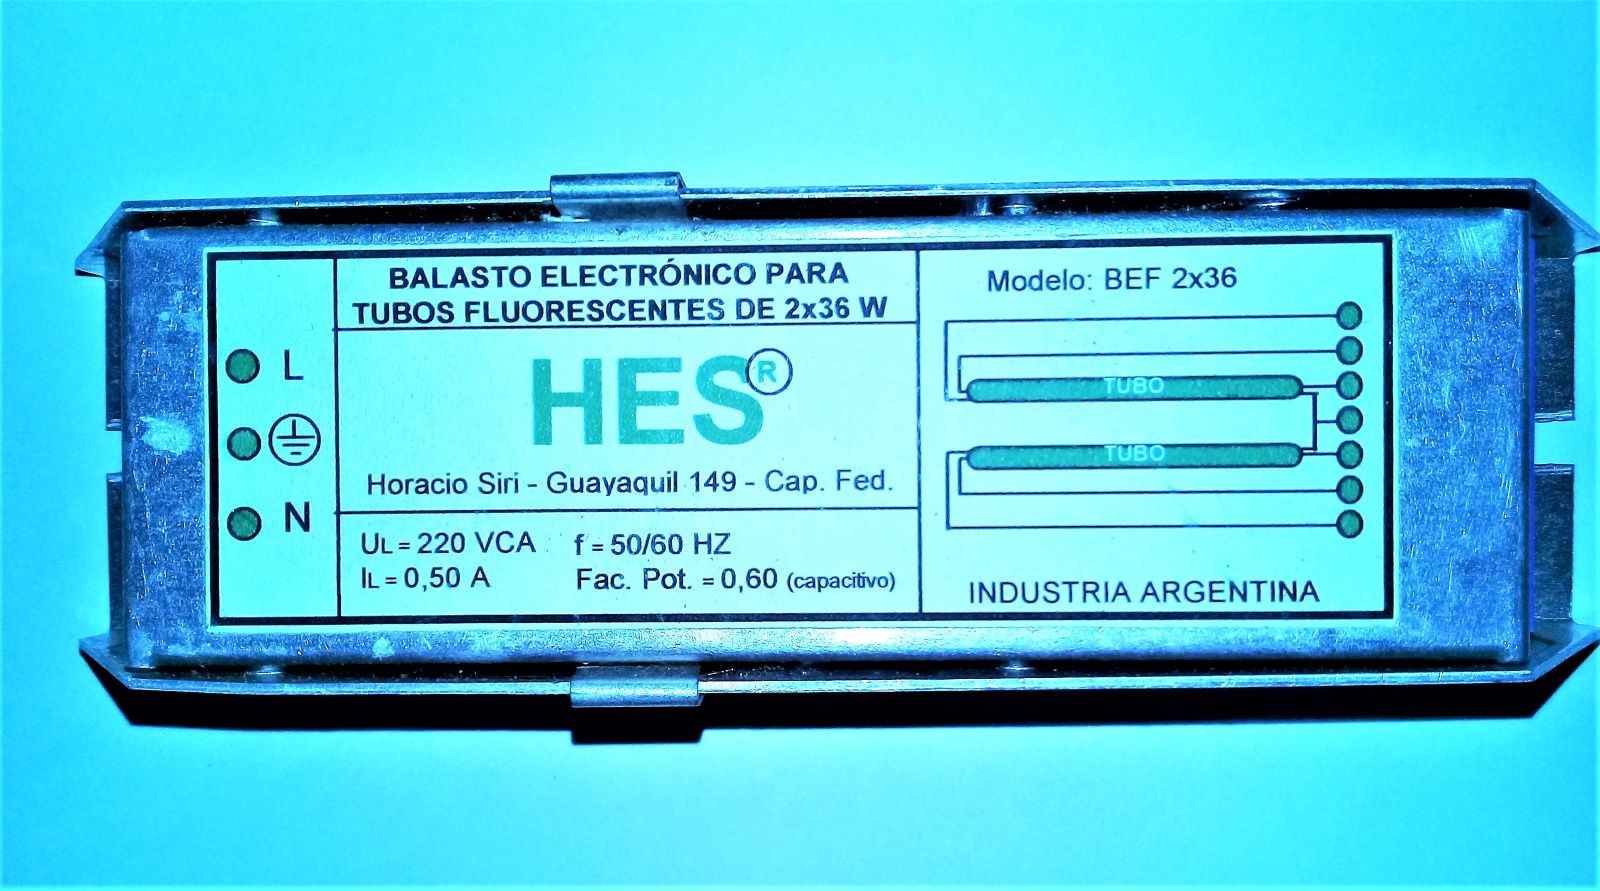 L
N
BALASTO ELECTRÓNICO PARA
TUBOS FLUORESCENTES DE 2x36 W
HES®
Horacio Siri - Guayaquil 149 - Cap. Fed.
UL = 220 VCA f = 50/60 HZ
IL = 0,50 A Fac. Pot. = 0,60 (capacitivo)
Modelo: BEF 2x36
TUBO
TUBO
INDUSTRIA ARGENTINA